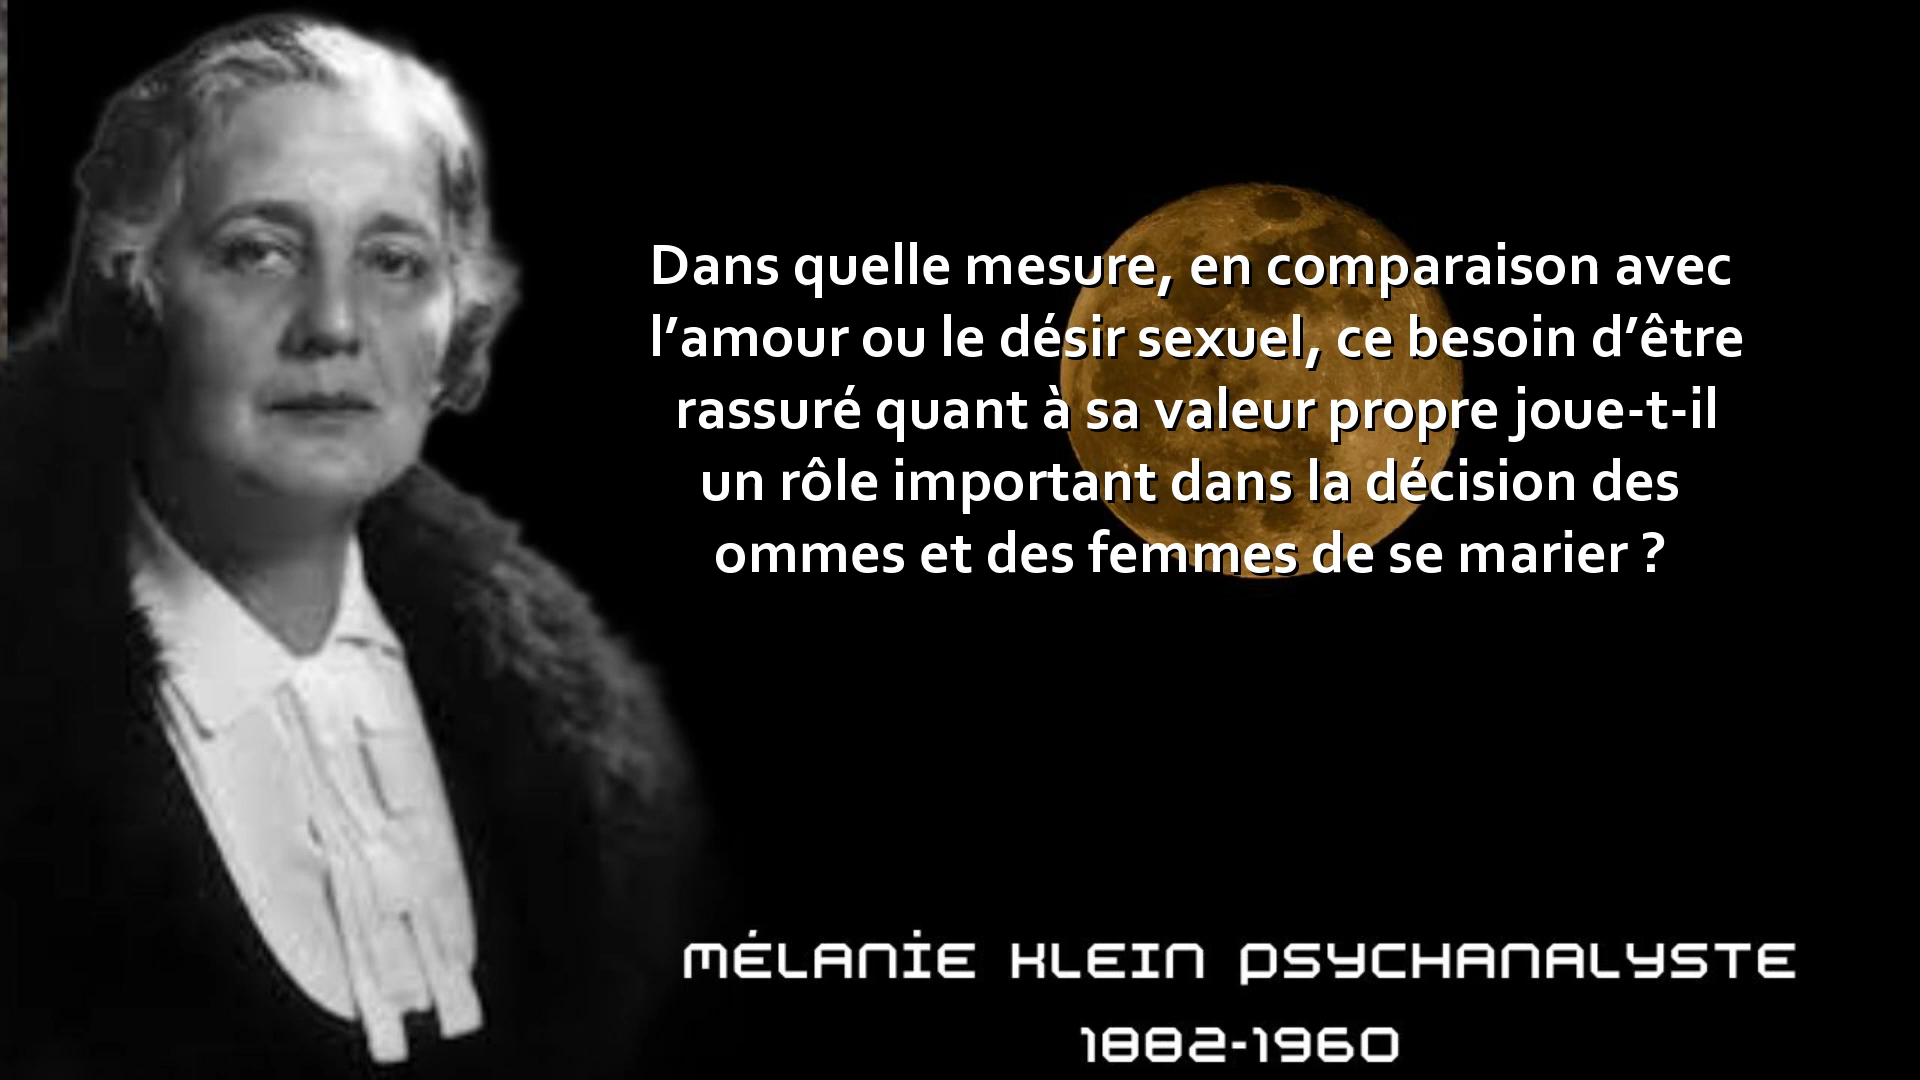 Dans quelle mesure, en comparaison avec
l’amour ou le désir sexuel, ce besoin d’être
rassuré quant à sa valeur propre joue-t-il
un rôle important dans la décision des
ommes et des femmes de se marier ?
MÉLANIE KLEIN PSYCHANALYSTE
1882-1960